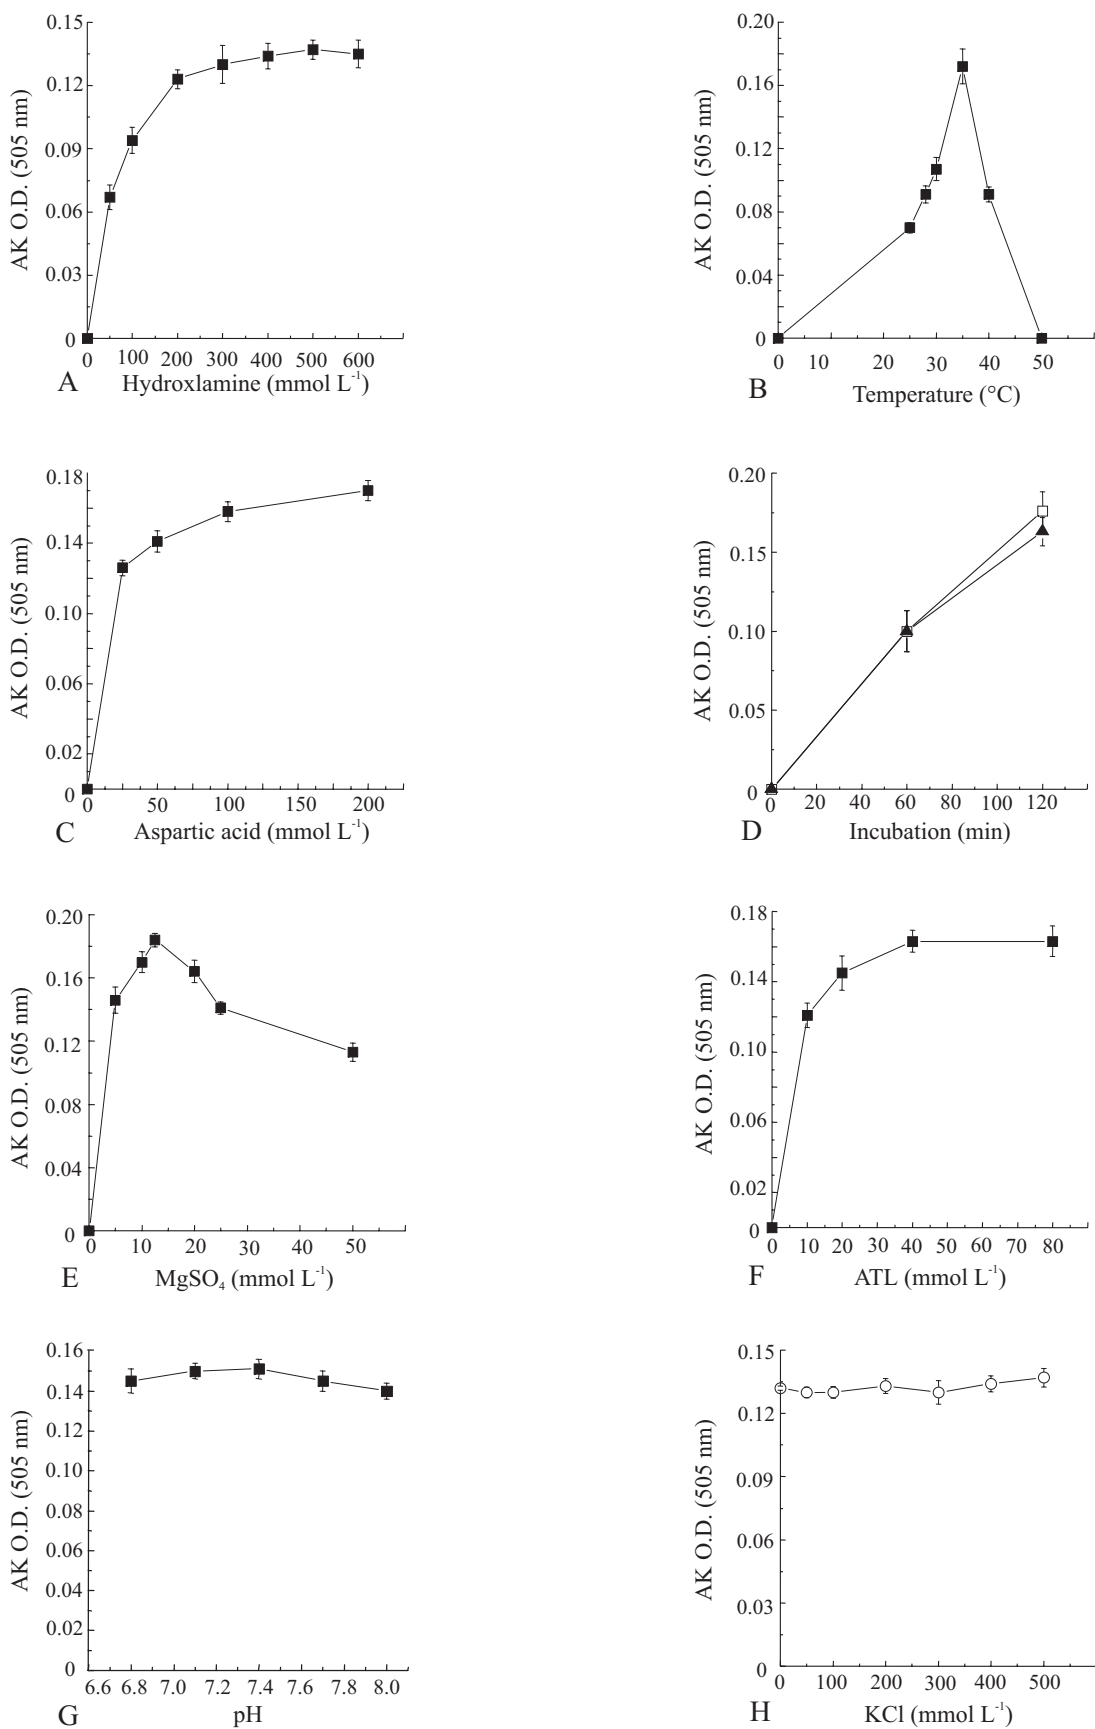 0.15
0.12
0.09
0.06
0.03
0
AK O.D. (505 nm)
0 100 200 300 400 500 600
A Hydroxlamine (mmol L-1)
0.20
0.16
0.12
0.08
0.04
0
AK O.D. (505 nm)
0 10 20 30 40 50
B Temperature (°C)
0.18
0.14
0.10
0.06
0.02
0
AK O.D. (505 nm)
0 50 100 150 200
C Aspartic acid (mmol L-1)
0.20
0.15
0.10
0.05
0
AK O.D. (505 nm)
0 20 40 60 80 100 120
D Incubation (min)
0.20
0.16
0.12
0.08
0.04
0
AK O.D. (505 nm)
0 10 20 30 40 50
E MgSO4 (mmol L-1)
0.18
0.14
0.10
0.06
0.02
0
AK O.D. (505 nm)
0 10 20 30 40 50 60 70 80
F ATL (mmol L-1)
0.16
0.14
0.12
0.10
0.08
0.06
0.04
0.02
0
AK O.D. (505 nm)
6.6 6.8 7.0 7.2 7.4 7.6 7.8 8.0
G pH
0.15
0.12
0.09
0.06
0.03
0
AK O.D. (505 nm)
0 100 200 300 400 500
H KCl (mmol L-1)